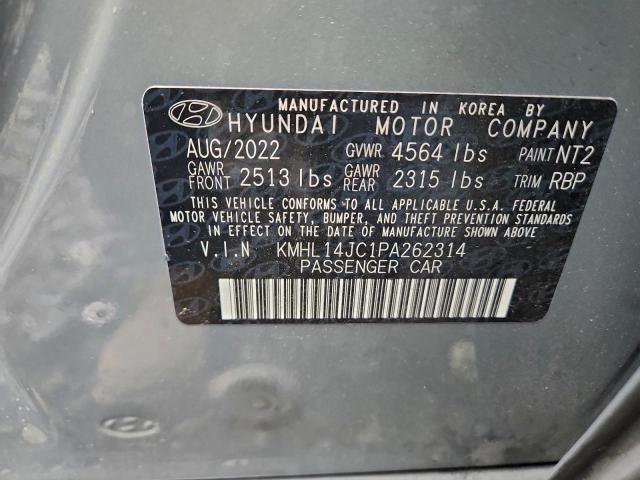 MANUFACTURED IN KOREA BY
HYUNDAI MOTOR COMPANY
AUG/2022 GVWR 4564 lbs PAINT NT2
GAWR FRONT 2513 lbs GAWR REAR 2315 lbs TRIM RBP
THIS VEHICLE CONFORMS TO ALL APPLICABLE U.S.A. FEDERAL
MOTOR VEHICLE SAFETY, BUMPER, AND THEFT PREVENTION STANDARDS
IN EFFECT ON THE DATE OF MANUFACTURE SHOWN ABOVE.
V.I.N KMHL14JC1PA262314
PASSENGER CAR